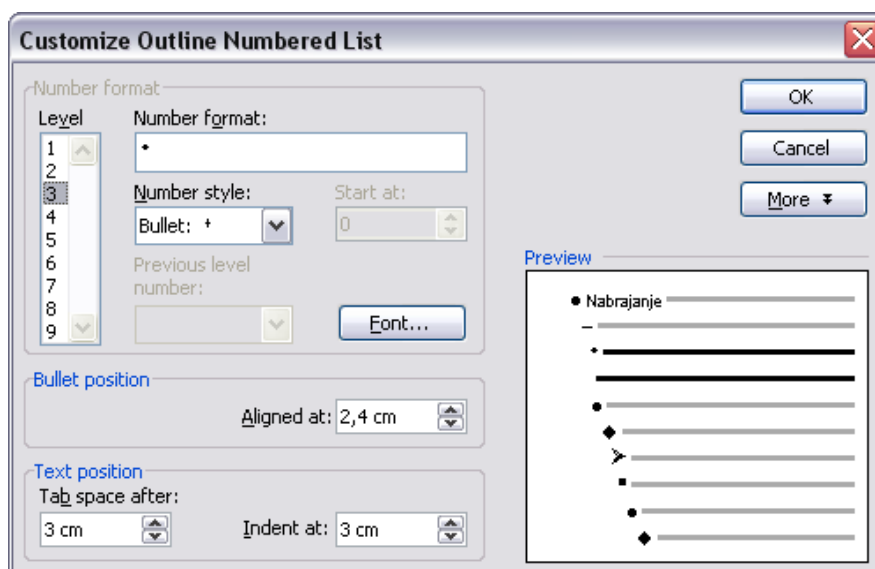 Customize Outline Numbered List
Number format
Level
1
2
3
4
5
6
7
8
9
Number format:
•
Number style:
Bullet: +
Start at:
0
Previous level
number:
Font...
Bullet position
Aligned at: 2,4 cm
Text position
Tab space after:
3 cm
Indent at: 3 cm
OK
Cancel
More
Preview
Nabrajanje